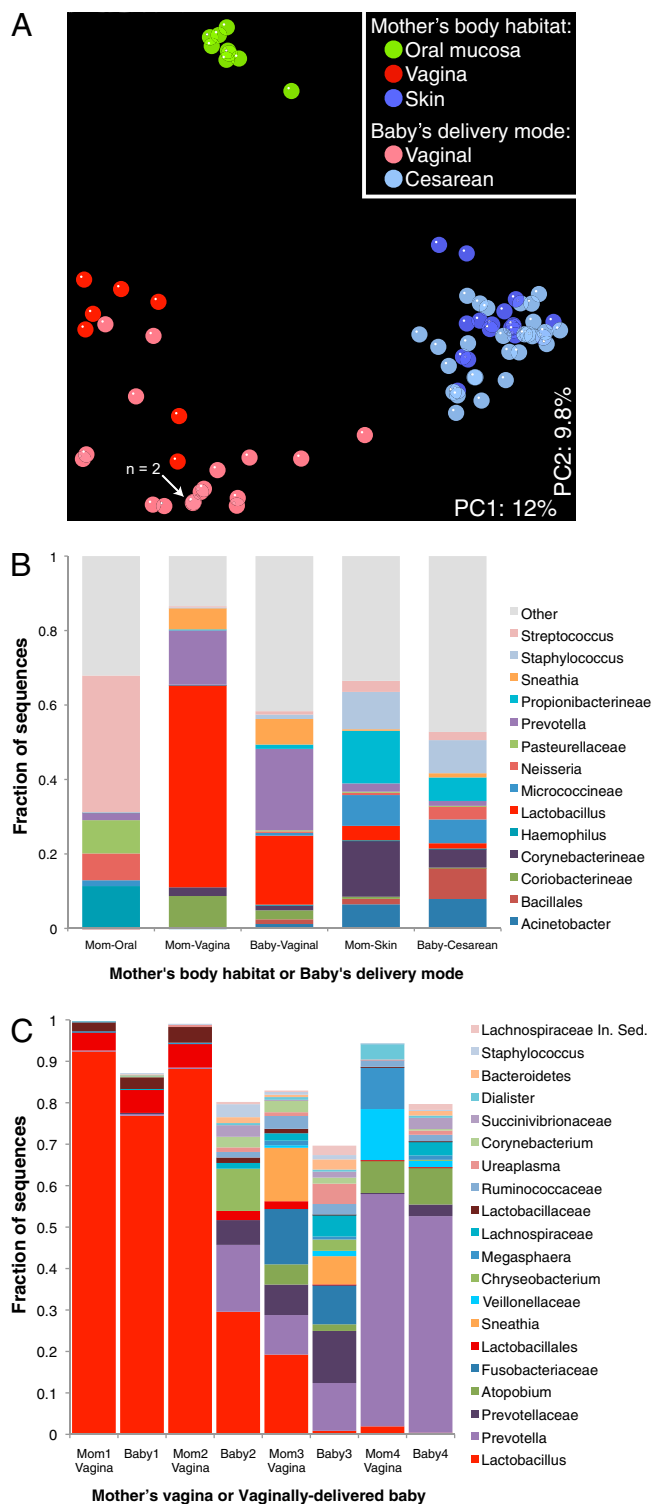 A
Mother's body habitat:
Oral mucosa
Vagina
Skin
Baby's delivery mode:
Vaginal
Cesarean
n = 2
PC1: 12%
PC2: 9.8%
B
Fraction of sequences
1
0.8
0.6
0.4
0.2
0
Mom-Oral
Mom-Vagina
Baby-Vaginal
Mom-Skin
Baby-Cesarean
Mother's body habitat or Baby's delivery mode
Other
Streptococcus
Staphylococcus
Sneathia
Propionibacterineae
Prevotella
Pasteurellaceae
Neisseria
Micrococcineae
Lactobacillus
Haemophilus
Corynebacterineae
Coriobacterineae
Bacillales
Acinetobacter
C
Fraction of sequences
1
0.9
0.8
0.7
0.6
0.5
0.4
0.3
0.2
0.1
0
Mom1
Vagina
Baby1
Mom2
Vagina
Baby2
Mom3
Vagina
Baby3
Mom4
Vagina
Baby4
Mother's vagina or Vaginally-delivered baby
Lachnospiraceae In. Sed.
Staphylococcus
Bacteroidetes
Dialister
Succinivibrionaceae
Corynebacterium
Ureaplasma
Ruminococcaceae
Lactobacillaceae
Lachnospiraceae
Megasphaera
Chryseobacterium
Veillonellaceae
Sneathia
Lactobacillales
Fusobacteriaceae
Atopobium
Prevotellaceae
Prevotella
Lactobacillus